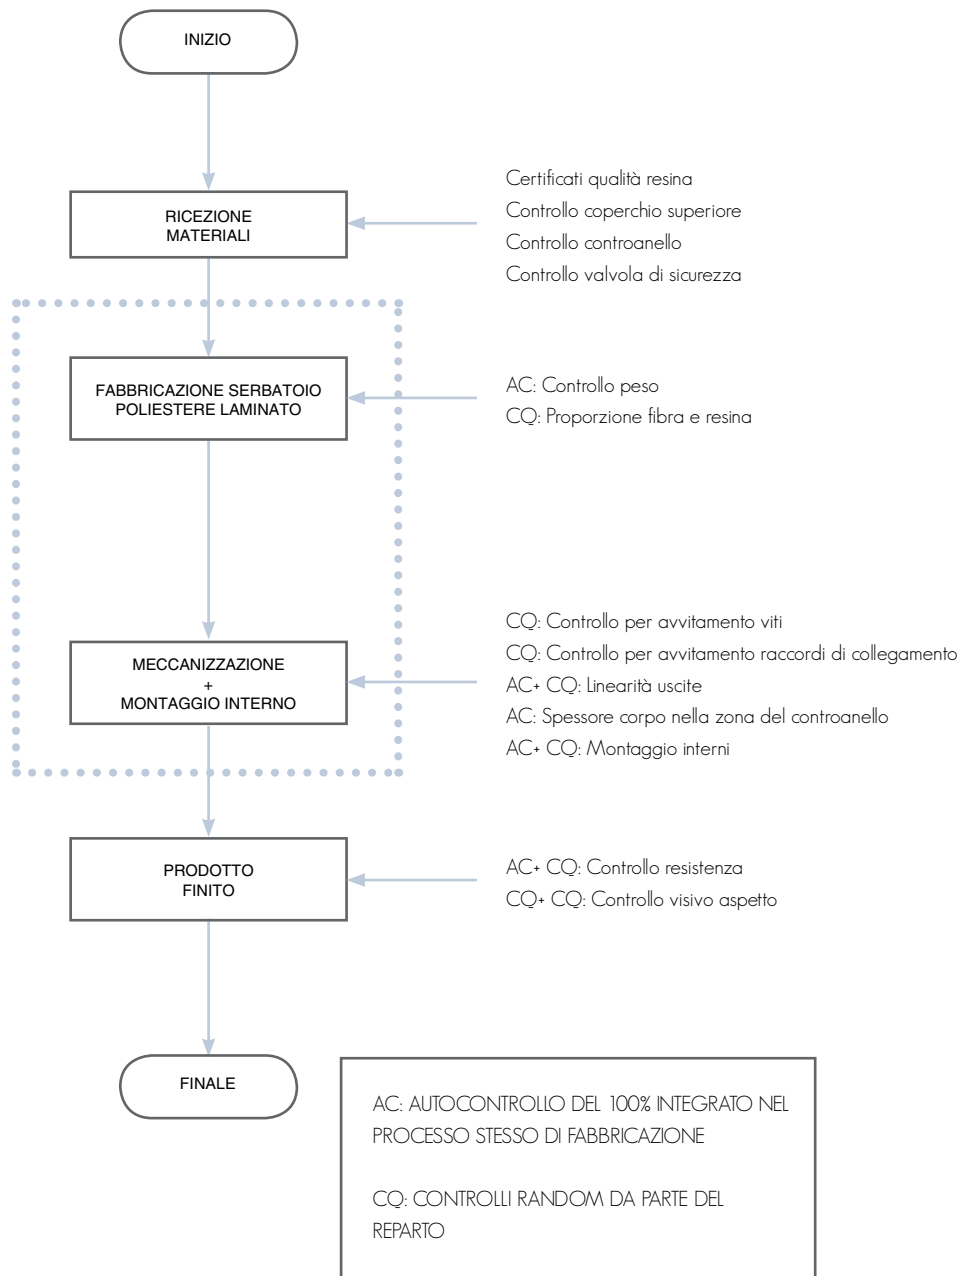 INIZIO
RICEZIONE
MATERIALI
Certificati qualità resina
Controllo coperchio superiore
Controllo controanello
Controllo valvola di sicurezza
FABBRICAZIONE SERBATOIO
POLIESTERE LAMINATO
AC: Controllo peso
CQ: Proporzione fibra e resina
MECCANIZZAZIONE
+
MONTAGGIO INTERNO
CQ: Controllo per avvitamento viti
CQ: Controllo per avvitamento raccordi di collegamento
AC+ CQ: Linearità uscite
AC: Spessore corpo nella zona del controanello
AC+ CQ: Montaggio interni
PRODOTTO
FINITO
AC+ CQ: Controllo resistenza
CQ+ CQ: Controllo visivo aspetto
FINALE
AC: AUTOCONTROLLO DEL 100% INTEGRATO NEL
PROCESSO STESSO DI FABBRICAZIONE
CQ: CONTROLLI RANDOM DA PARTE DEL
REPARTO